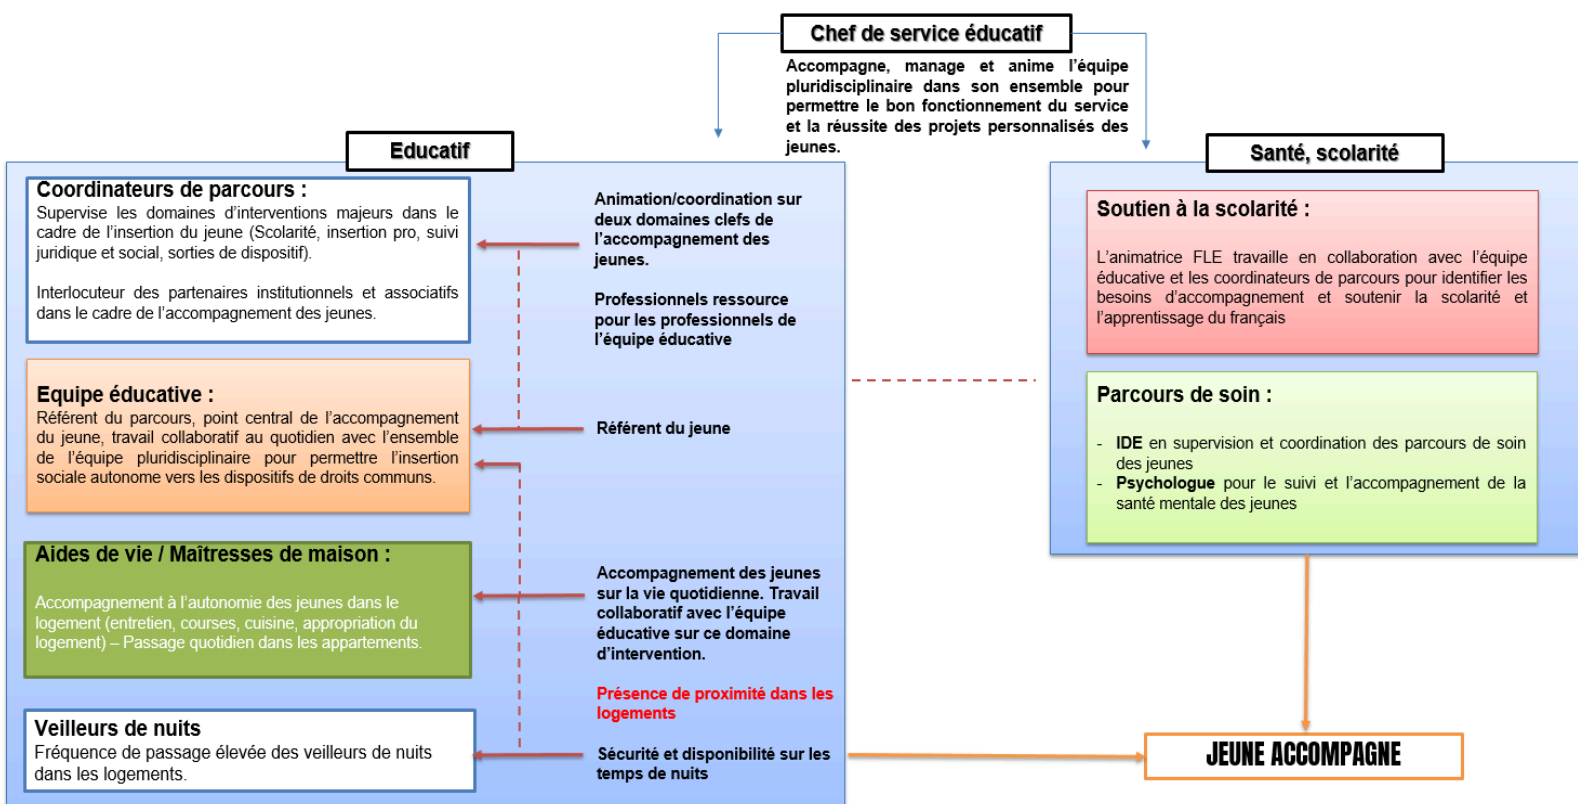 Chef de service éducatif
Accompagne, manage et anime l'équipe
pluridisciplinaire dans son ensemble pour
permettre le bon fonctionnement du service
et la réussite des projets personnalisés des
jeunes.
Educatif
Coordinateurs de parcours :
Supervise les domaines d'interventions majeurs dans le
cadre de l'insertion du jeune (Scolarité, insertion pro, suivi
juridique et social, sorties de dispositif).
Interlocuteur des partenaires institutionnels et associatifs
dans le cadre de l'accompagnement des jeunes.
Animation/coordination sur
deux domaines clefs de
l'accompagnement des
jeunes.
Professionnels ressource
pour les professionnels de
l'équipe éducative
Equipe éducative :
Référent du parcours, point central de l'accompagnement
du jeune, travail collaboratif au quotidien avec l'ensemble
de l'équipe pluridisciplinaire pour permettre l'insertion
sociale autonome vers les dispositifs de droits communs.
Référent du jeune
Aides de vie / Maîtresses de maison :
Accompagnement à l'autonomie des jeunes dans le
logement (entretien, courses, cuisine, appropriation du
logement) – Passage quotidien dans les appartements.
Accompagnement des jeunes
sur la vie quotidienne. Travail
collaboratif avec l'équipe
éducative sur ce domaine
d'intervention.
Présence de proximité dans les
logements
Veilleurs de nuits
Fréquence de passage élevée des veilleurs de nuits
dans les logements.
Sécurité et disponibilité sur les
temps de nuits
Santé, scolarité
Soutien à la scolarité :
L'animatrice FLE travaille en collaboration avec l'équipe
éducative et les coordinateurs de parcours pour identifier les
besoins d'accompagnement et soutenir la scolarité et
l'apprentissage du français
Parcours de soin :
- IDE en supervision et coordination des parcours de soin
des jeunes
- Psychologue pour le suivi et l'accompagnement de la
santé mentale des jeunes
JEUNE ACCOMPAGNE